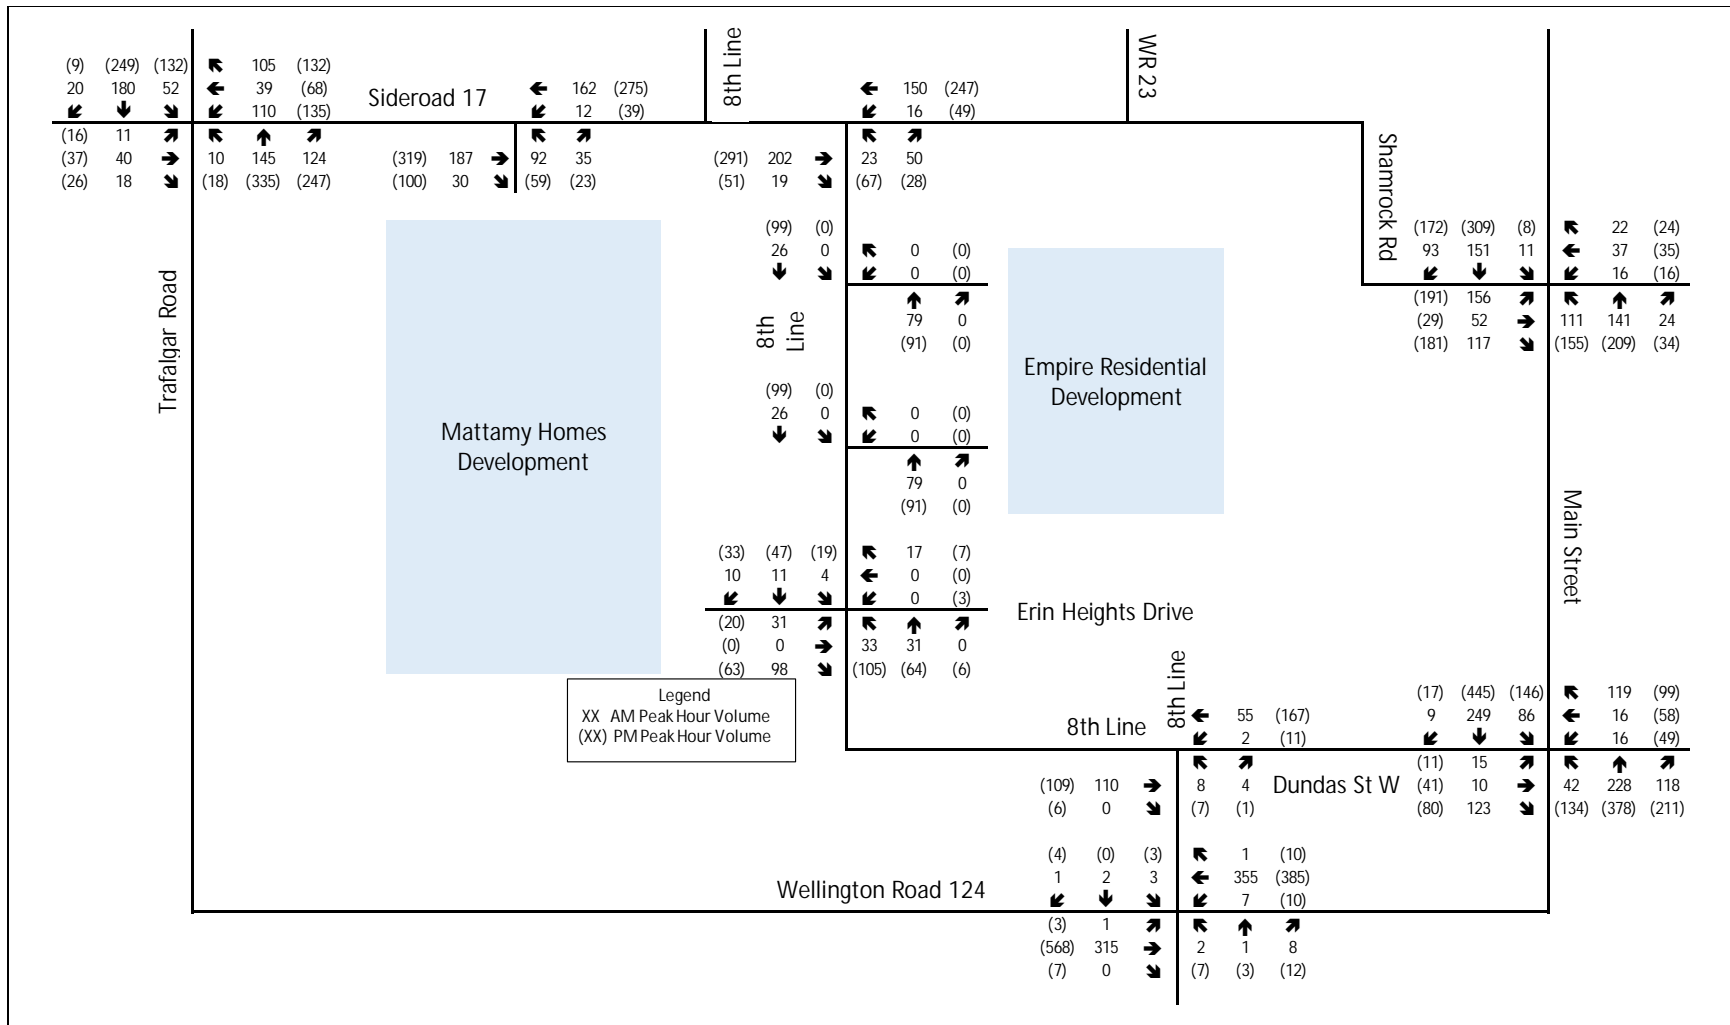 (9) (249) (132) 105 (132)
20 180 52 39 (68)
110 (135)
(16) 11
(37) 40 10 145 124
(26) 18 (18) (335) (247)
Sideroad 17
162 (275)
12 (39)
(319) 187 92 35
(100) 30 (59) (23)
8th Line
150 (247)
16 (49)
(291) 202 23 50
(51) 19 (67) (28)
WR 23
Shamrock Rd
(172) (309) (8) 22 (24)
93 151 11 37 (35)
16 (16)
(191) 156
(29) 52 111 141 24
(181) 117 (155) (209) (34)
Trafalgar Road
(99) (0)
26 0 0 (0)
0 (0)
79 0
(91) (0)
8th
Line
(99) (0)
26 0 0 (0)
0 (0)
79 0
(91) (0)
Mattamy Homes
Development
Empire Residential
Development
Main Street
(33) (47) (19) 17 (7)
10 11 4 0 (0)
0 (3)
(20) 31
(0) 0 33 31 0
(63) 98 (105) (64) (6)
Erin Heights Drive
Legend
XX AM Peak Hour Volume
(XX) PM Peak Hour Volume
8th Line
8th Line
55 (167)
2 (11)
(109) 110 8 4
(6) 0 (7) (1)
Dundas St W
(17) (445) (146) 119 (99)
9 249 86 16 (58)
16 (49)
(11) 15
(41) 10 42 228 118
(80) 123 (134) (378) (211)
Wellington Road 124
(4) (0) (3) 1 (10)
1 2 3 355 (385)
7 (10)
(3) 1
(568) 315 2 1 8
(7) 0 (7) (3) (12)